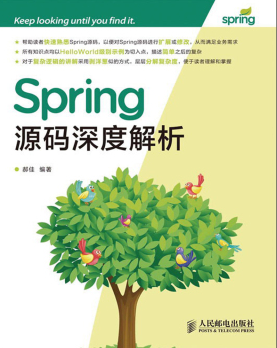 Keep looking until you find it.
spring
帮助读者快速熟悉Spring源码，以便对Spring源码进行扩展或修改，从而满足业务需求
所有知识点均以HelloWorld级别示例为切入点，描述简单之后的复杂
对于复杂逻辑的讲解采用剥洋葱似的方式，层层分解复杂度，便于读者理解和掌握
Spring
源码深度解析
郝佳 编著
人民邮电出版社
POSTS & TELECOM PRESS